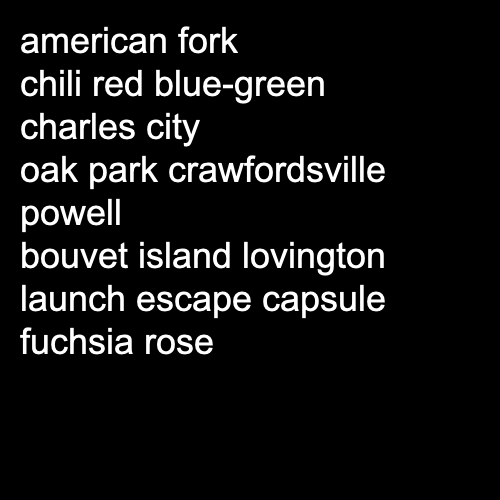 american fork
chili red blue-green
charles city
oak park crawfordsville
powell
bouvet island lovington
launch escape capsule
fuchsia rose